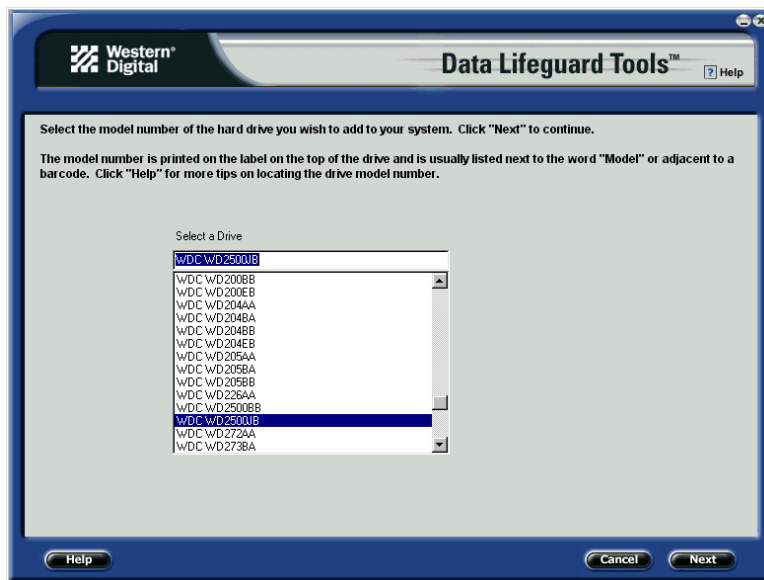 Western®
Digital
Data Lifeguard Tools™
? Help
Select the model number of the hard drive you wish to add to your system. Click "Next" to continue.
The model number is printed on the label on the top of the drive and is usually listed next to the word "Model" or adjacent to a
barcode. Click "Help" for more tips on locating the drive model number.
Select a Drive
WDC WD2500JB
WDC WD200BB
WDC WD200EB
WDC WD204AA
WDC WD204BA
WDC WD204BB
WDC WD204EB
WDC WD205AA
WDC WD205BA
WDC WD205BB
WDC WD226AA
WDC WD2500BB
WDC WD2500JB
WDC WD272AA
WDC WD273BA
Help
Cancel
Next